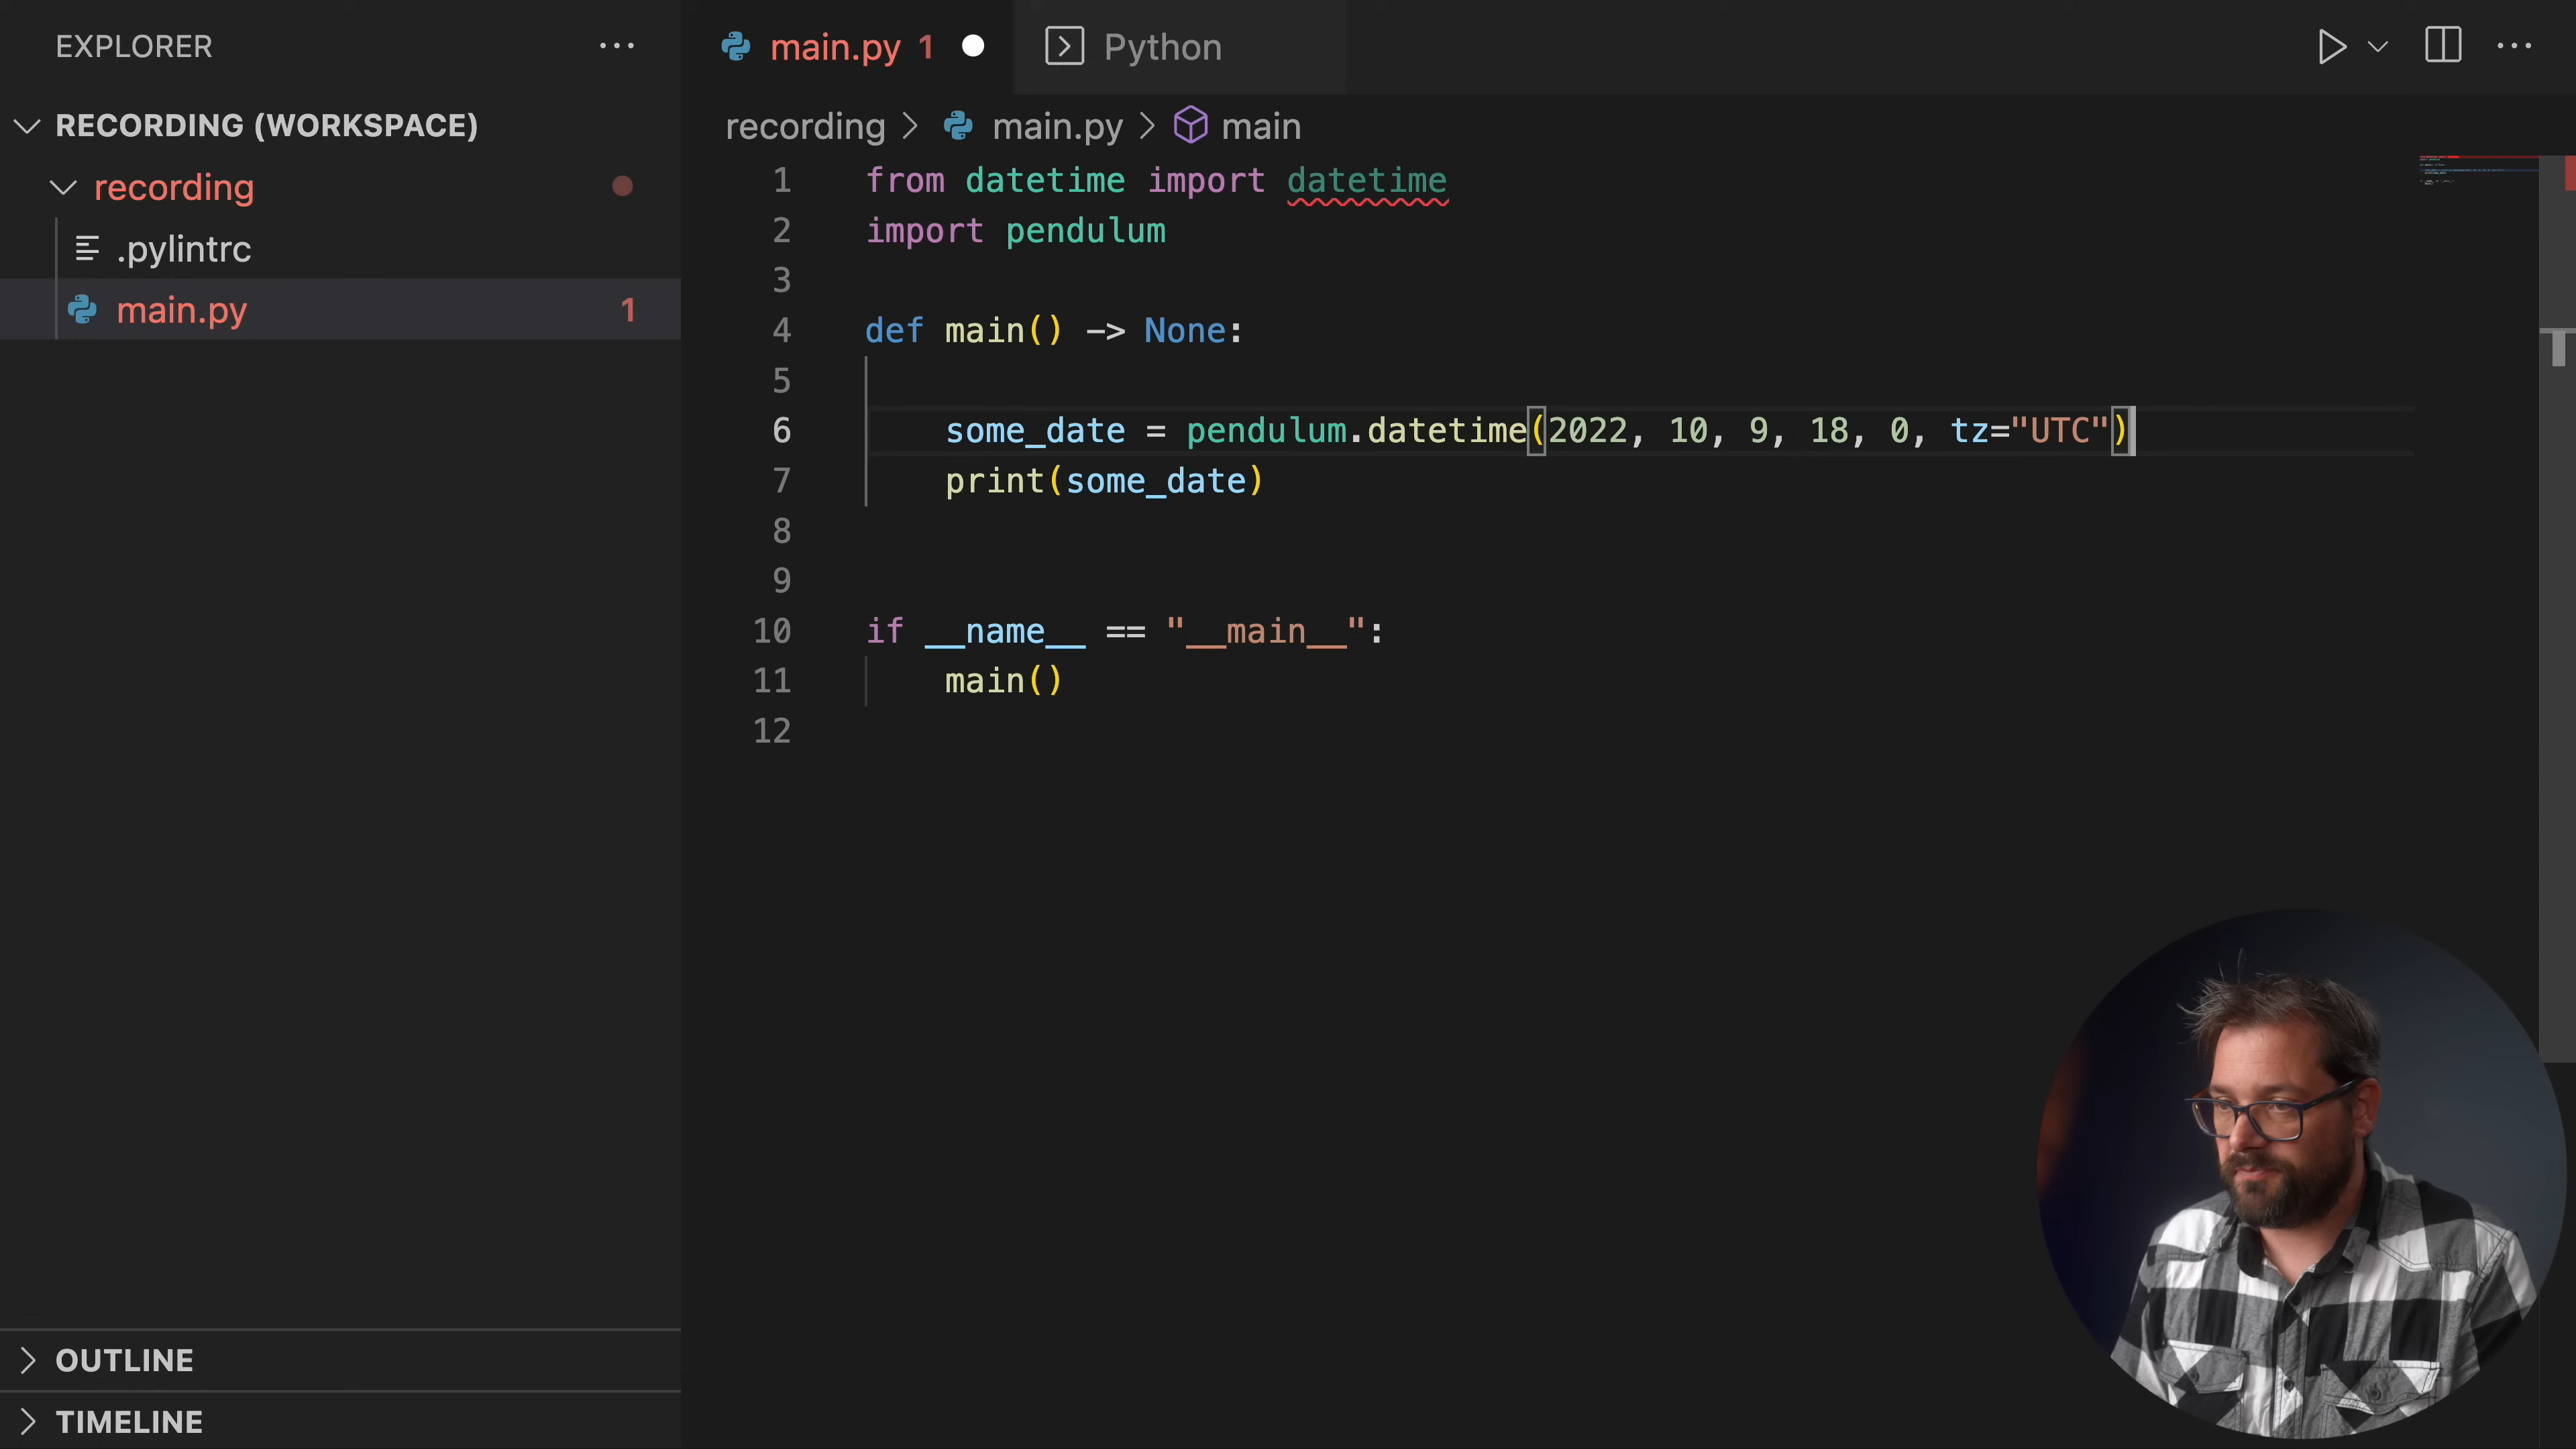 EXPLORER
RECORDING (WORKSPACE)
recording
.pylintrc
main.py 1
OUTLINE
TIMELINE
main.py 1
Python
recording > main.py > main
1 from datetime import datetime
2 import pendulum
3
4 def main() -> None:
5
6 some_date = pendulum.datetime(2022, 10, 9, 18, 0, tz="UTC")
7 print(some_date)
8
9
10 if __name__ == "__main__":
11 main()
12